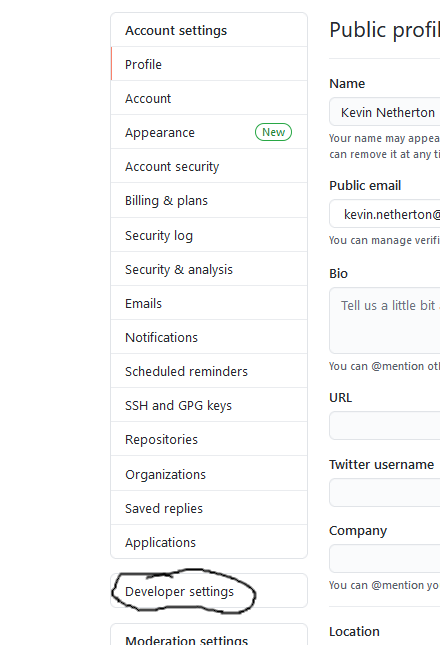 Account settings
Profile
Account
Appearance New
Account security
Billing & plans
Security log
Security & analysis
Emails
Notifications
Scheduled reminders
SSH and GPG keys
Repositories
Organizations
Saved replies
Applications
Developer settings
Moderation settings
Public profil
Name
Kevin Netherton
Your name may appea
can remove it at any ti
Public email
kevin.netherton@
You can manage verifi
Bio
Tell us a little bit
You can @mention ot
URL
Twitter username
Company
You can @mention yo
Location